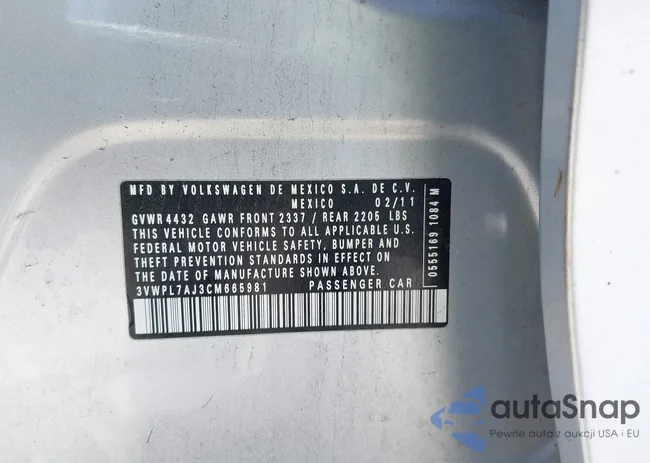 MFD BY VOLKSWAGEN DE MEXICO S.A. DE C.V.
MEXICO 02/11
GVWR 4432 GAWR FRONT 2337 / REAR 2205 LBS
THIS VEHICLE CONFORMS TO ALL APPLICABLE U.S.
FEDERAL MOTOR VEHICLE SAFETY, BUMPER AND
THEFT PREVENTION STANDARDS IN EFFECT ON
THE DATE OF MANUFACTURE SHOWN ABOVE.
3VWPL7AJ3CM665981 PASSENGER CAR
0555169 1084 M
autaSnap
Pewne auta z aukcji USA i EU